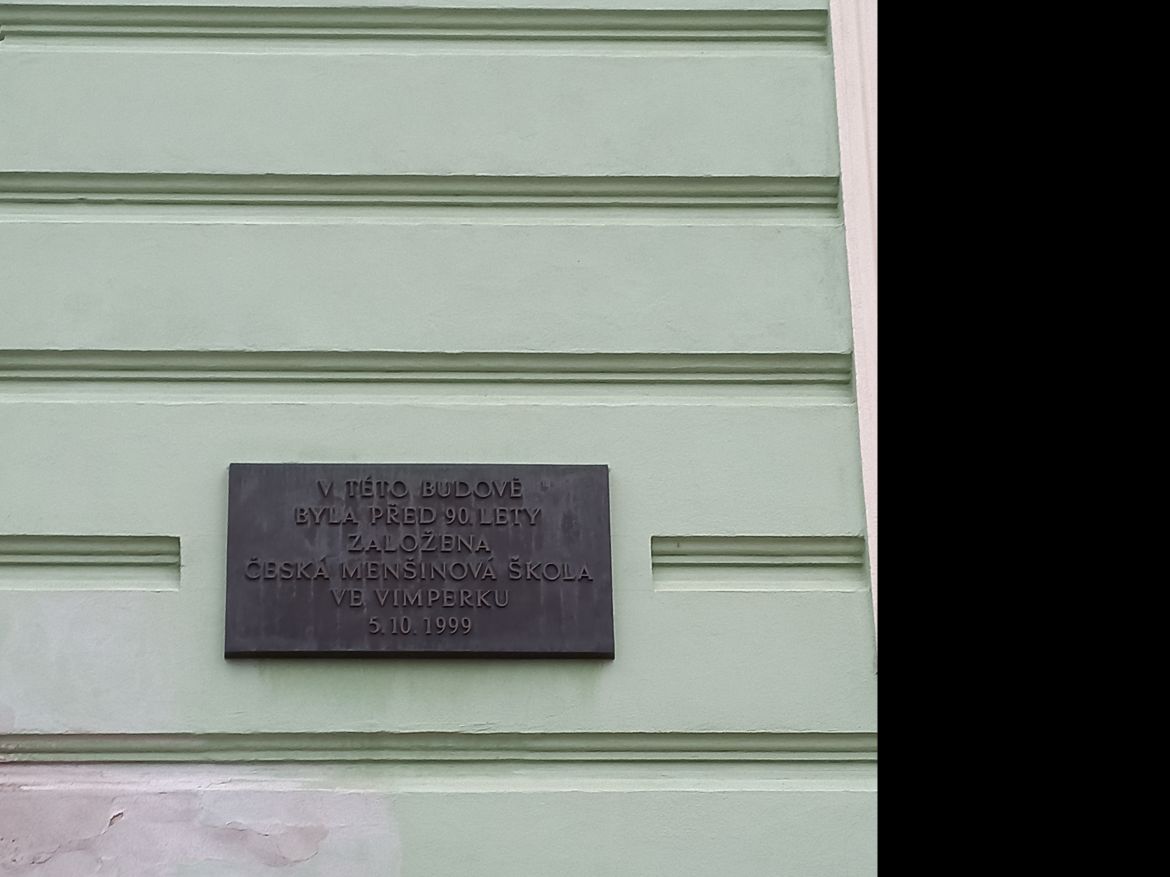 V TÉTO BUDOVĚ
BYLA PŘED 90. LETY
ZALOŽENA
ČESKÁ MENŠINOVÁ ŠKOLA
VE VIMPERKU
5. 10. 1999